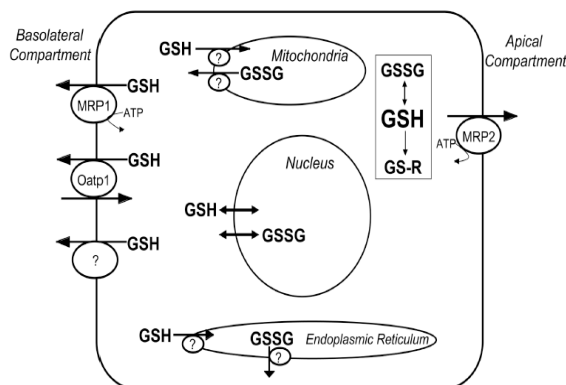 Basolateral
Compartment
GSH
MRP1
ATP
GSH
Oatp1
GSH
?
GSH
?
Mitochondria
GSSG
?
Nucleus
GSH
GSSG
GSH
?
GSSG
?
Endoplasmic Reticulum
GSSG
GSH
GS-R
Apical
Compartment
ATP
MRP2